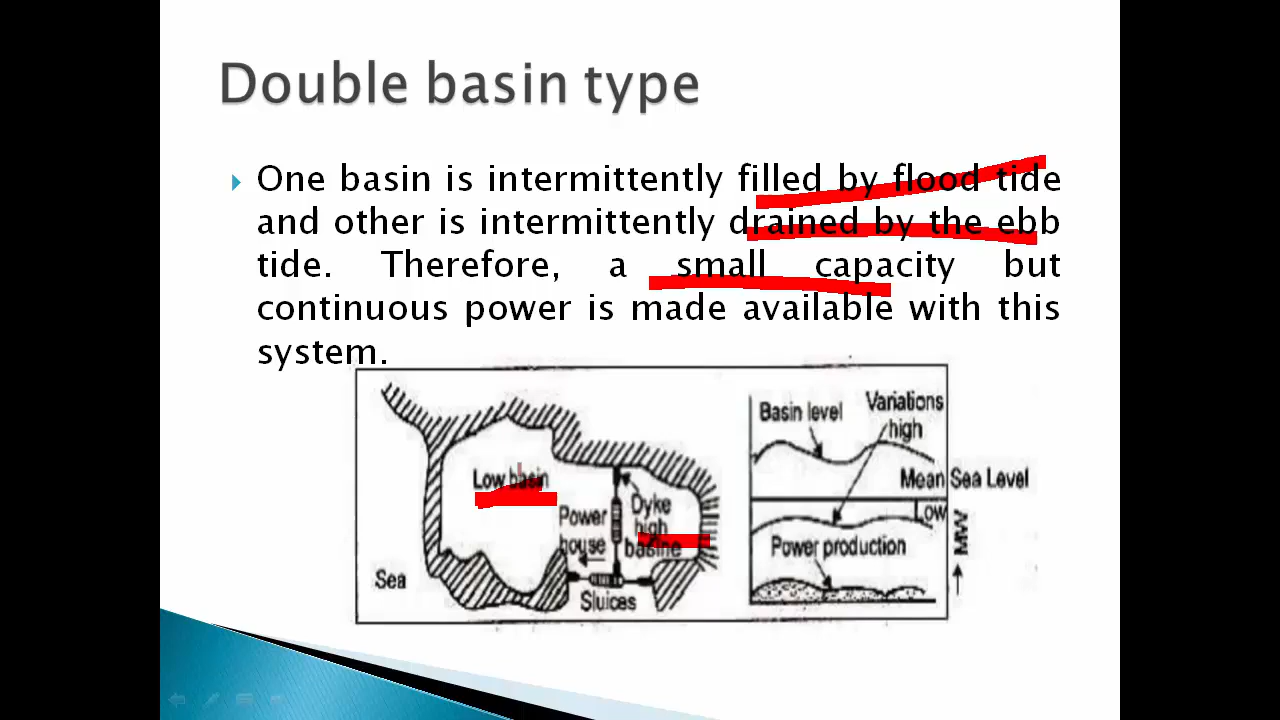 Double basin type
One basin is intermittently filled by flood tide
and other is intermittently drained by the ebb
tide. Therefore, a small capacity but
continuous power is made available with this
system.
Low basin
Dyke
high
basine
Power
house
Sea
Sluices
Basin level
Variations
high
Mean Sea Level
Low
Power production
MW